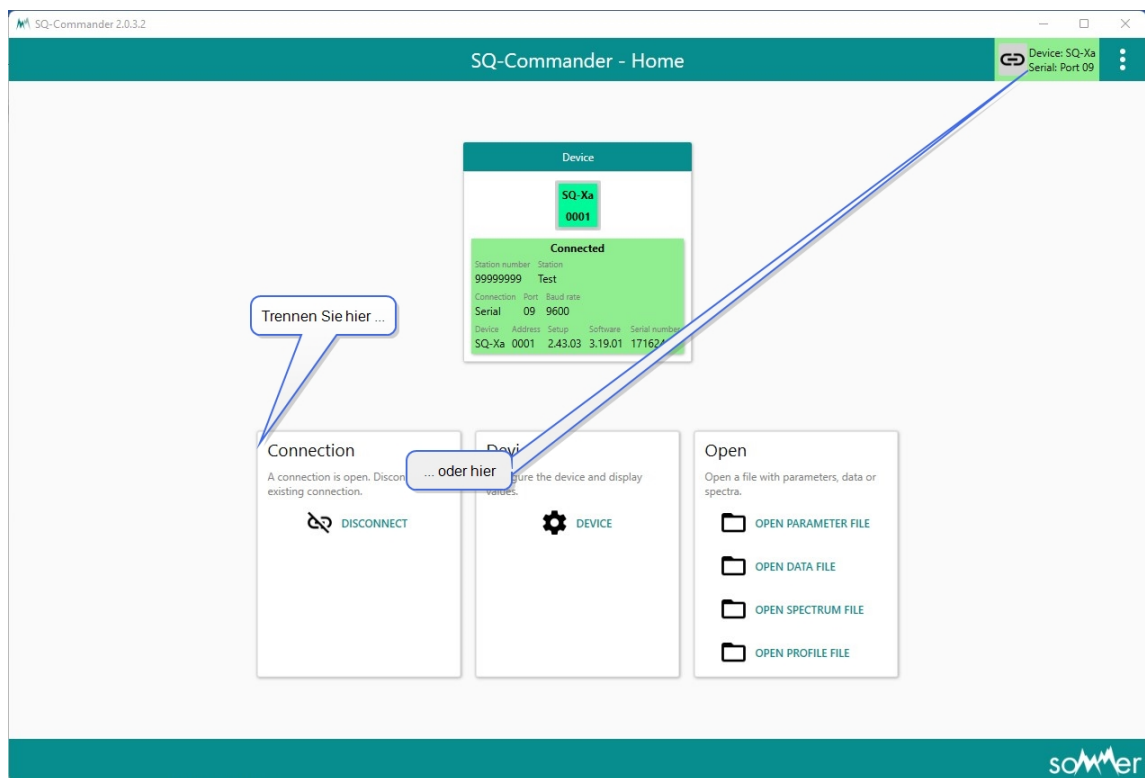 SQ-Commander 2.0.3.2
SQ-Commander - Home
Device: SQ-Xa
Serial: Port 09
Device
SQ-Xa
0001
Connected
Station number Station
99999999 Test
Connection Port Baud rate
Serial 09 9600
Device Address Setup Software Serial number
SQ-Xa 0001 2.43.03 3.19.01 171624
Trennen Sie hier ...
... oder hier
Connection
A connection is open. Discon
existing connection.
DISCONNECT
Devi
gure the device and display
values.
DEVICE
Open
Open a file with parameters, data or
spectra.
OPEN PARAMETER FILE
OPEN DATA FILE
OPEN SPECTRUM FILE
OPEN PROFILE FILE
sommer